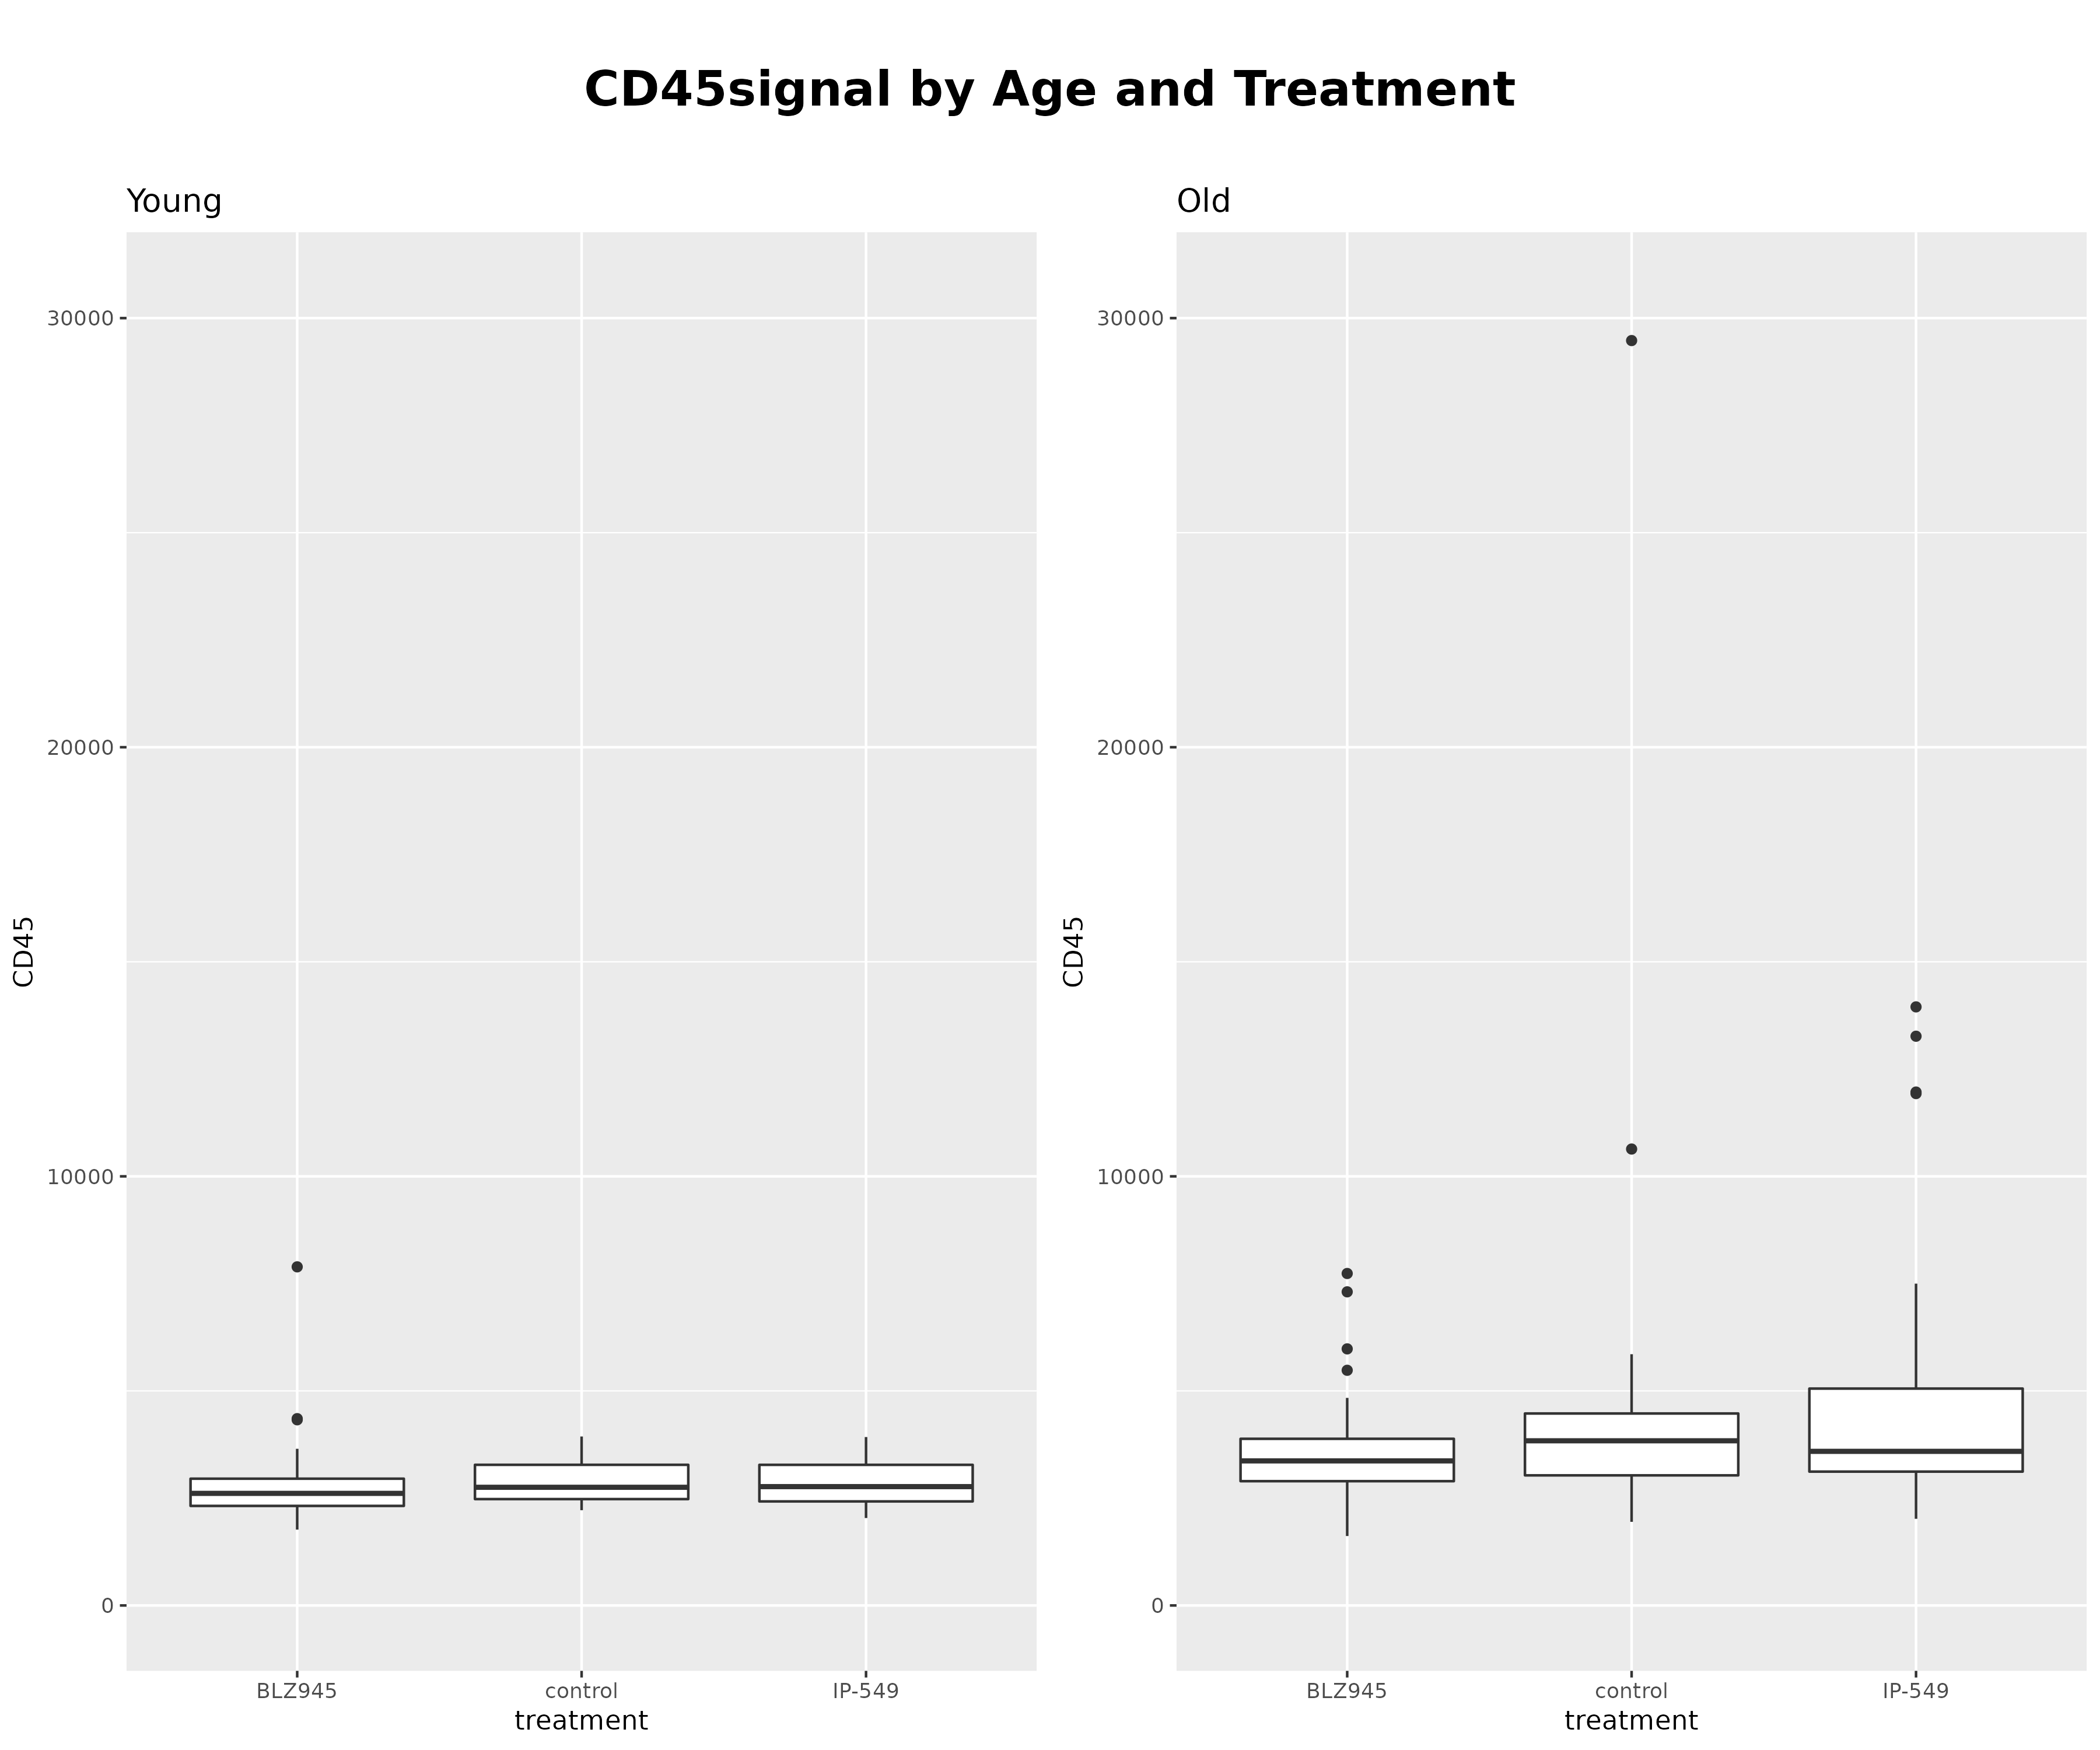 CD45signal by Age and Treatment
Young
30000
20000
10000
0
CD45
BLZ945 control IP-549
treatment
Old
30000
20000
10000
0
CD45
BLZ945 control IP-549
treatment